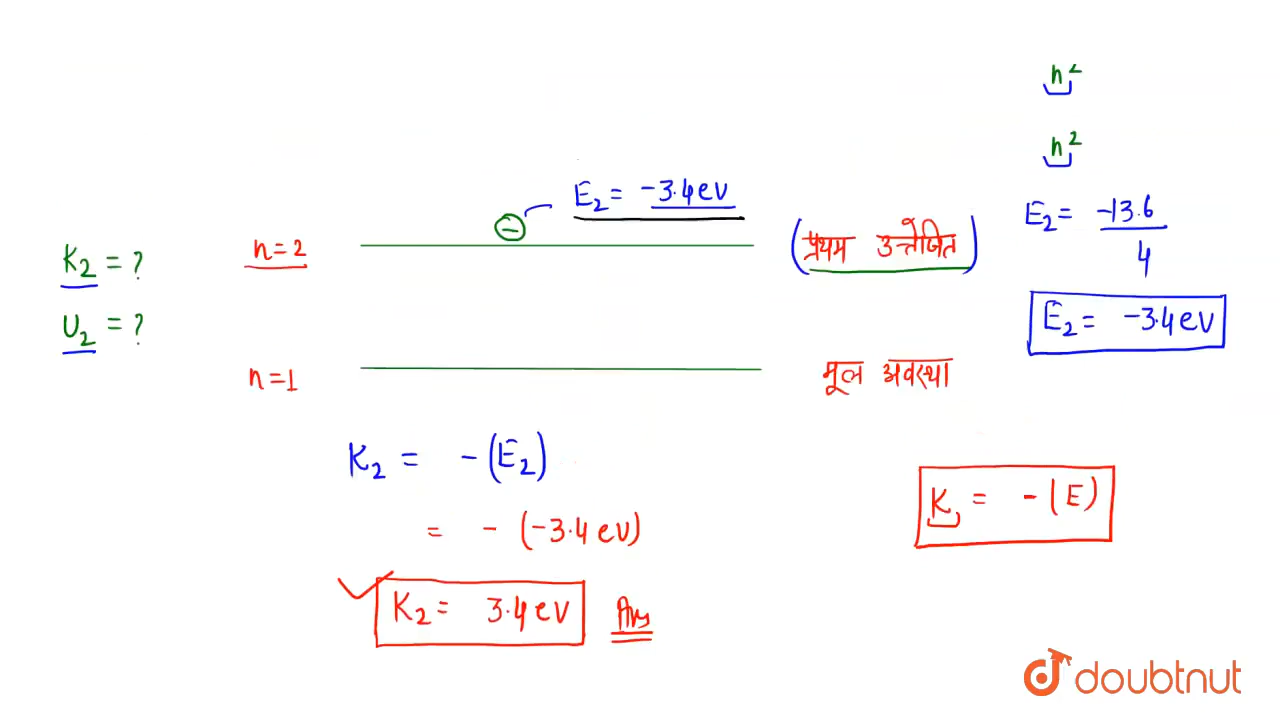 n²
n²
E₂ = -3.4ev
E₂ = -13.6/4
K₂ = ?
n=2
⊖
(प्रथम उत्तेजित)
U₂ = ?
E₂ = -3.4ev
n=1
मूल अवस्था
K₂ = -(E₂)
K = -(E)
= -(-3.4 ev)
K₂ = 3.4 ev Ans
doubtnut